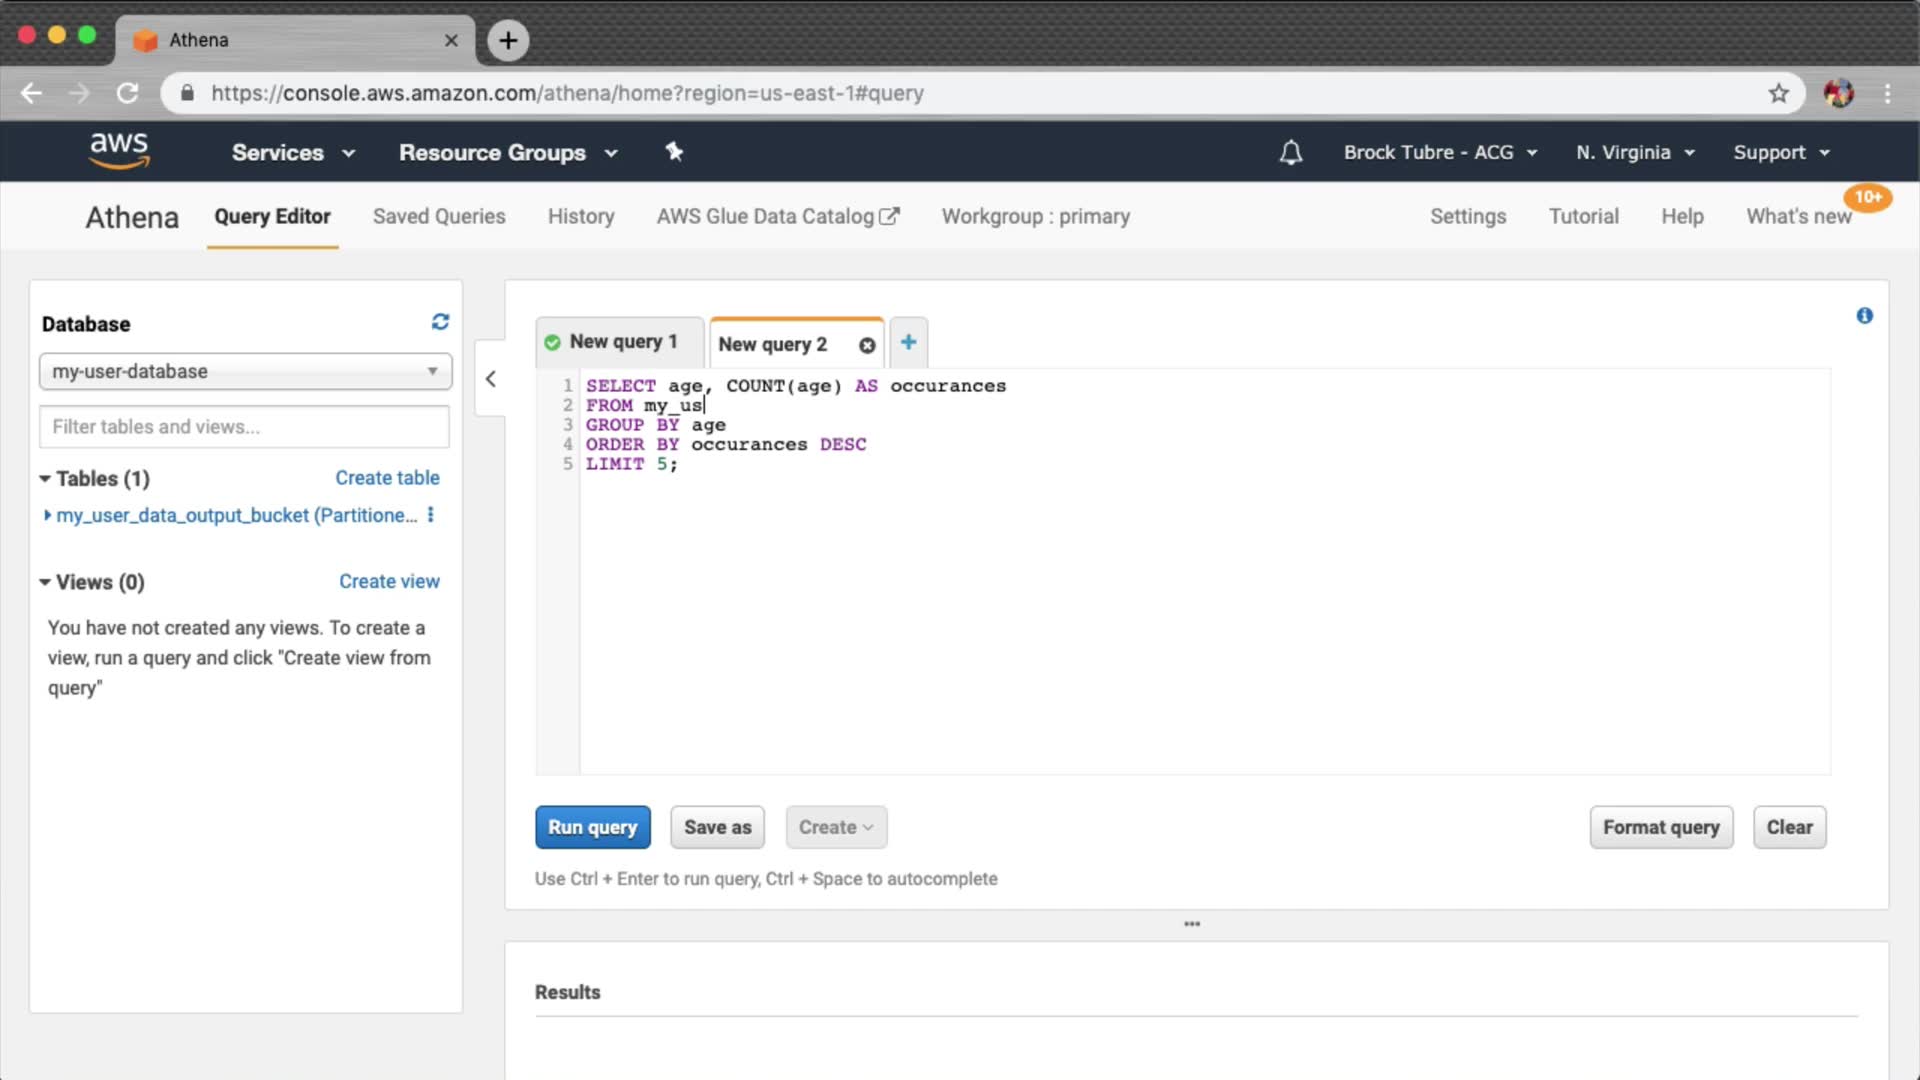 Athena
https://console.aws.amazon.com/athena/home?region=us-east-1#query
aws
Services
Resource Groups
Brock Tubre - ACG
N. Virginia
Support
Athena
Query Editor
Saved Queries
History
AWS Glue Data Catalog
Workgroup : primary
Settings
Tutorial
Help
What's new
10+
Database
my-user-database
Filter tables and views...
Tables (1)
Create table
my_user_data_output_bucket (Partitione...
Views (0)
Create view
You have not created any views. To create a
view, run a query and click "Create view from
query"
New query 1
New query 2
1 SELECT age, COUNT(age) AS occurances
2 FROM my_us
3 GROUP BY age
4 ORDER BY occurances DESC
5 LIMIT 5;
Run query
Save as
Create
Format query
Clear
Use Ctrl + Enter to run query, Ctrl + Space to autocomplete
Results